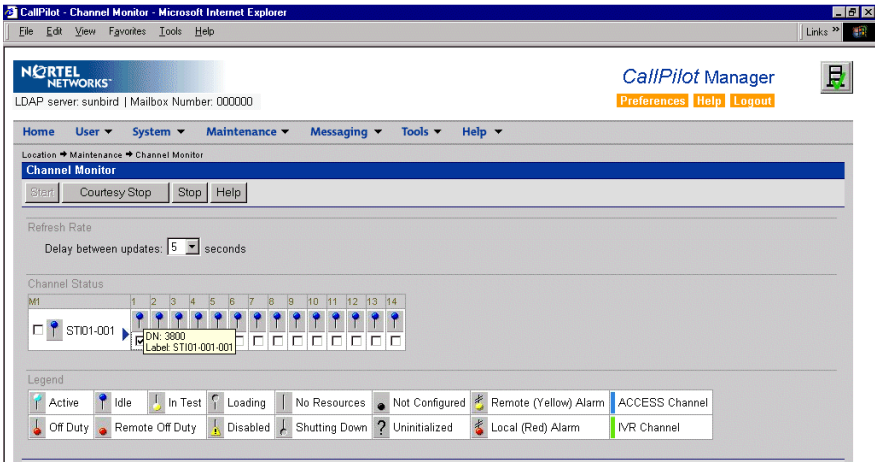 CallPilot - Channel Monitor - Microsoft Internet Explorer
File Edit View Favorites Tools Help Links »
NORTEL
NETWORKS™
CallPilot Manager
LDAP server: sunbird | Mailbox Number: 000000
Preferences Help Logout
Home User System Maintenance Messaging Tools Help
Location Maintenance Channel Monitor
Channel Monitor
Start Courtesy Stop Stop Help
Refresh Rate
Delay between updates: 5 seconds
Channel Status
M1 1 2 3 4 5 6 7 8 9 10 11 12 13 14
STI01-001
DN: 3800
Label: STI01-001-001
Legend
Active Idle In Test Loading No Resources Not Configured Remote (Yellow) Alarm ACCESS Channel
Off Duty Remote Off Duty Disabled Shutting Down ? Uninitialized Local (Red) Alarm IVR Channel